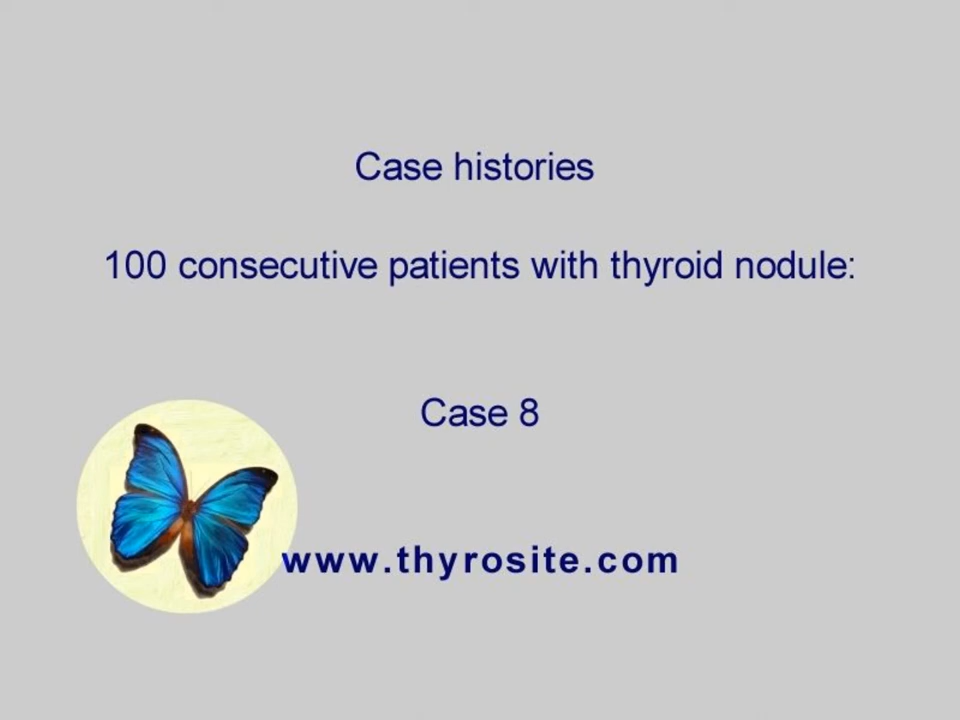 Case histories
100 consecutive patients with thyroid nodule:
Case 8
www.thyrosite.com